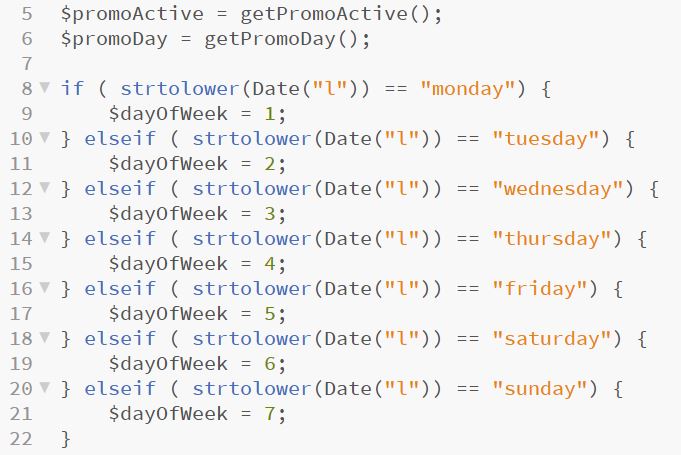 5 $promoActive = getPromoActive();
6 $promoDay = getPromoDay();
7
8 if ( strtolower(Date("l")) == "monday") {
9 $dayOfWeek = 1;
10 } elseif ( strtolower(Date("l")) == "tuesday") {
11 $dayOfWeek = 2;
12 } elseif ( strtolower(Date("l")) == "wednesday") {
13 $dayOfWeek = 3;
14 } elseif ( strtolower(Date("l")) == "thursday") {
15 $dayOfWeek = 4;
16 } elseif ( strtolower(Date("l")) == "friday") {
17 $dayOfWeek = 5;
18 } elseif ( strtolower(Date("l")) == "saturday") {
19 $dayOfWeek = 6;
20 } elseif ( strtolower(Date("l")) == "sunday") {
21 $dayOfWeek = 7;
22 }